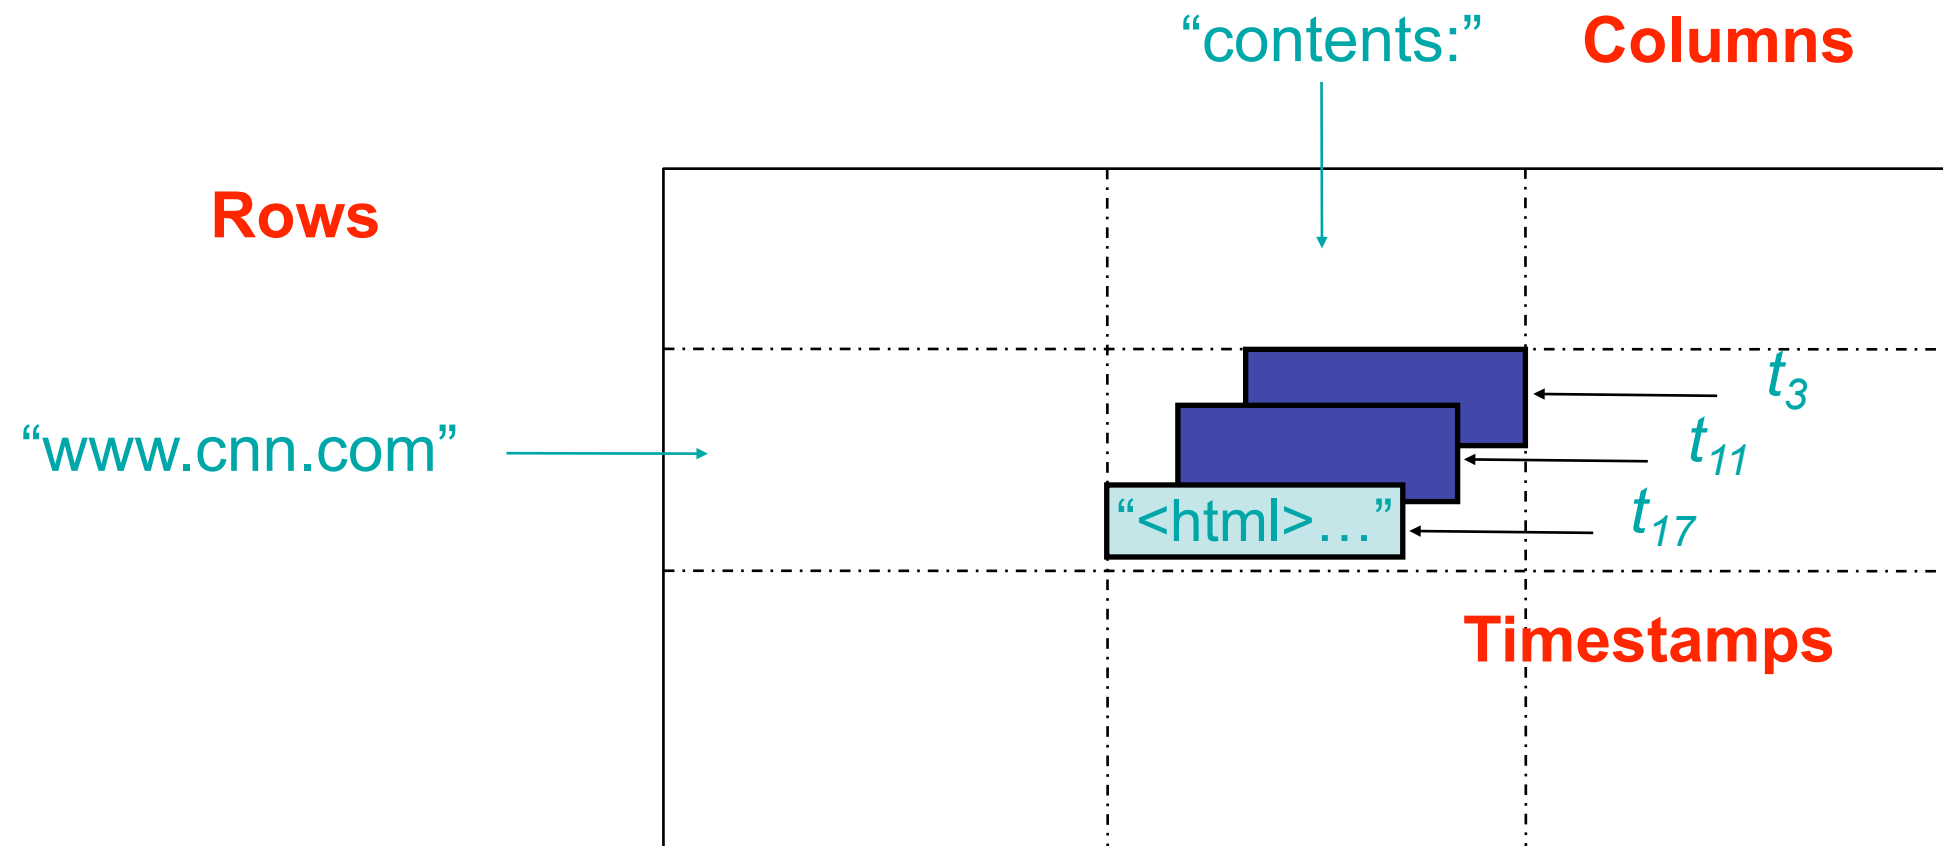 “contents:”
Columns
Rows
t3
“www.cnn.com”
t11
“<html>…”
t17
Timestamps